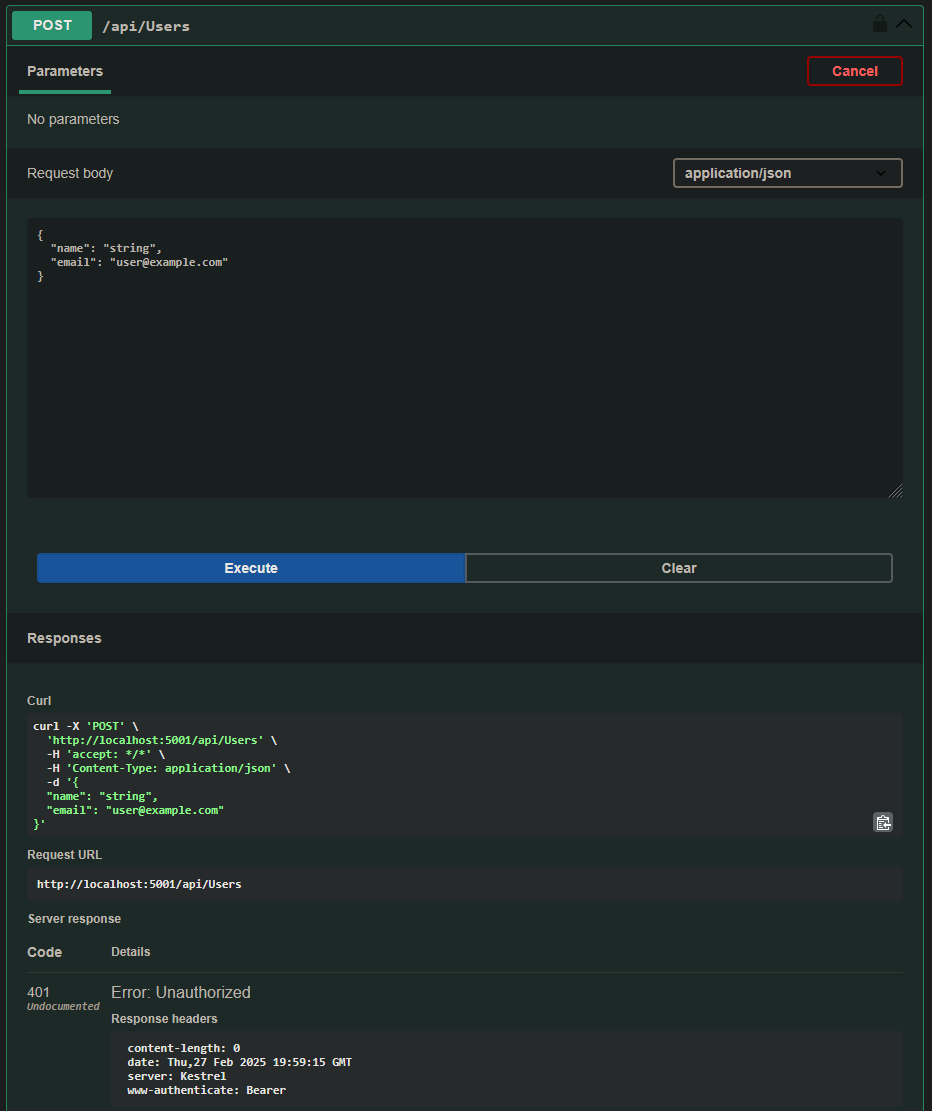 POST /api/Users
Parameters
Cancel
No parameters
Request body
application/json
{
  "name": "string",
  "email": "user@example.com"
}
Execute
Clear
Responses
Curl
curl -X 'POST' \
  'http://localhost:5001/api/Users' \
  -H 'accept: */*' \
  -H 'Content-Type: application/json' \
  -d '{
  "name": "string",
  "email": "user@example.com"
}'
Request URL
http://localhost:5001/api/Users
Server response
Code Details
401 Error: Unauthorized
Undocumented
Response headers
content-length: 0
date: Thu,27 Feb 2025 19:59:15 GMT
server: Kestrel
www-authenticate: Bearer